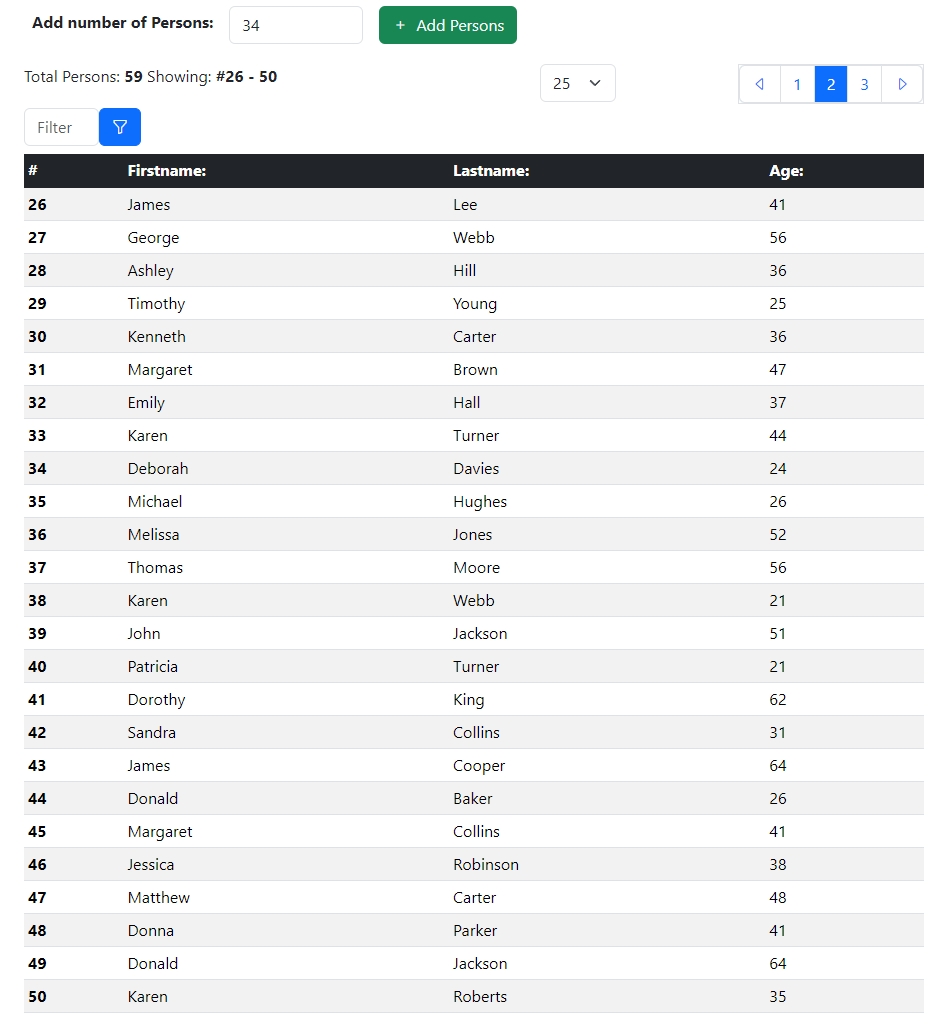 Add number of Persons: 34 + Add Persons
Total Persons: 59 Showing: #26 - 50 25 1 2 3
Filter
# Firstname: Lastname: Age:
26 James Lee 41
27 George Webb 56
28 Ashley Hill 36
29 Timothy Young 25
30 Kenneth Carter 36
31 Margaret Brown 47
32 Emily Hall 37
33 Karen Turner 44
34 Deborah Davies 24
35 Michael Hughes 26
36 Melissa Jones 52
37 Thomas Moore 56
38 Karen Webb 21
39 John Jackson 51
40 Patricia Turner 21
41 Dorothy King 62
42 Sandra Collins 31
43 James Cooper 64
44 Donald Baker 26
45 Margaret Collins 41
46 Jessica Robinson 38
47 Matthew Carter 48
48 Donna Parker 41
49 Donald Jackson 64
50 Karen Roberts 35